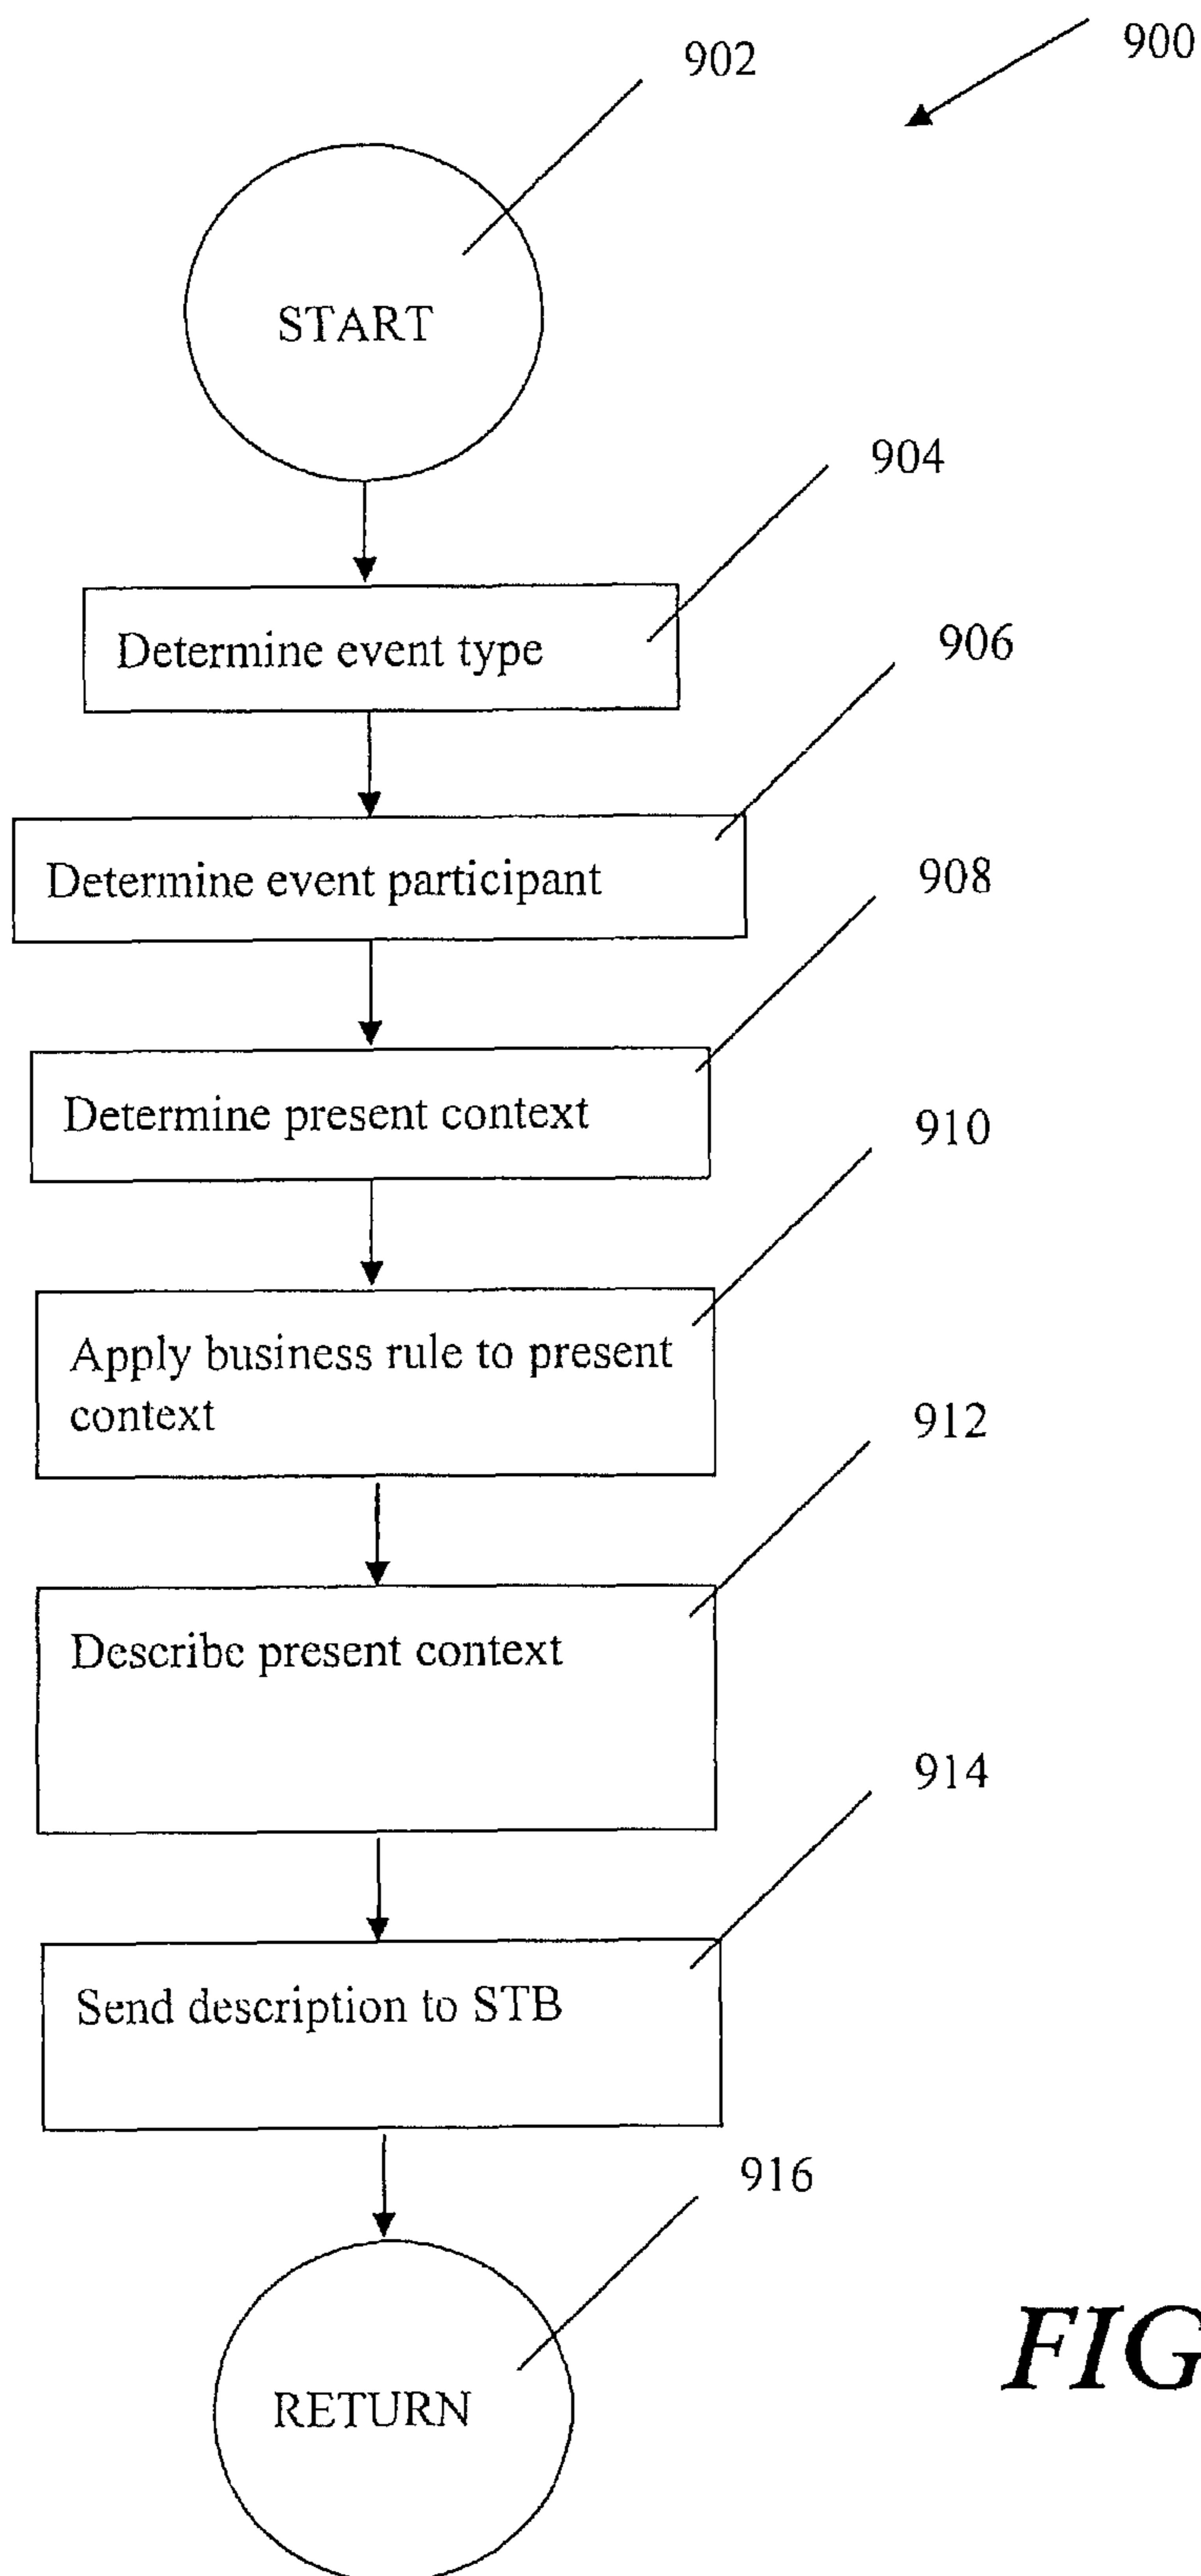 900
902
START
904
Determine event type
906
Determine event participant
908
Determine present context
910
Apply business rule to present
context
912
Describe present context
914
Send description to STB
916
RETURN
FIG